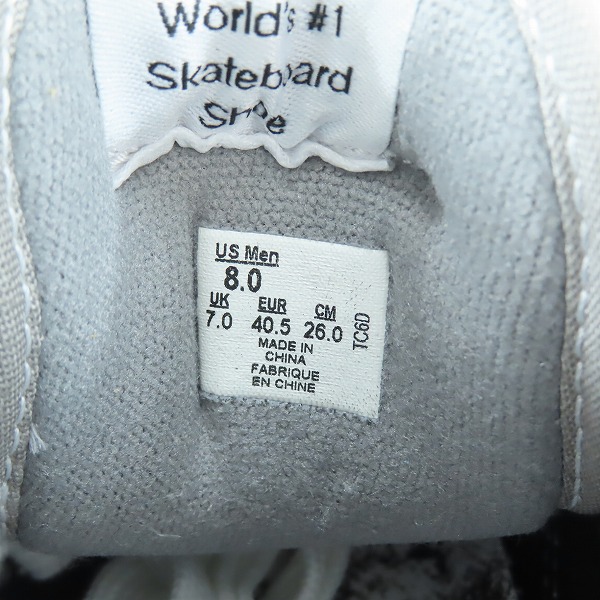 World's #1
Skateboard
Shoe
US Men
8.0
UK EUR CM
7.0 40.5 26.0
MADE IN
CHINA
FABRIQUE
EN CHINE
TC6D